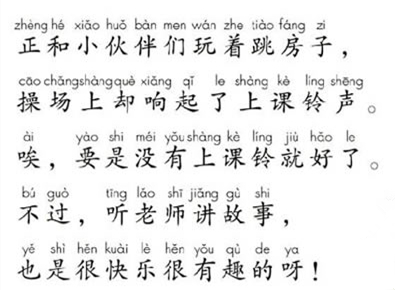 zhèng hé xiǎo huǒ bàn men wán zhe tiào fáng zi
正和小伙伴们玩着跳房子，
cāo chǎng shàng què xiǎng qǐ le shàng kè líng shēng
操场上却响起了上课铃声。
ài yào shi méi yǒu shàng kè líng jiù hǎo le
唉，要是没有上课铃就好了。
bú guò tīng lǎo shī jiǎng gù shi
不过，听老师讲故事，
yě shì hěn kuài lè hěn yǒu qù de ya
也是很快乐很有趣的呀！